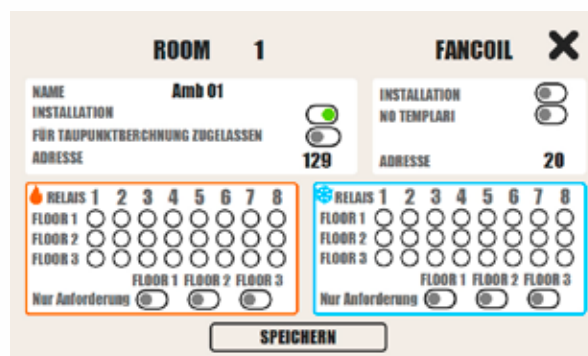 ROOM 1
FANCOIL
NAME Amb 01
INSTALLATION
FÜR TAUPUNKTBERCHNUNG ZUGELASSEN
ADRESSE 129
INSTALLATION
NO TEMPLARI
ADRESSE 20
RELAIS 1 2 3 4 5 6 7 8
FLOOR 1
FLOOR 2
FLOOR 3
FLOOR 1 FLOOR 2 FLOOR 3
Nur Anforderung
RELAIS 1 2 3 4 5 6 7 8
FLOOR 1
FLOOR 2
FLOOR 3
FLOOR 1 FLOOR 2 FLOOR 3
Nur Anforderung
SPEICHERN